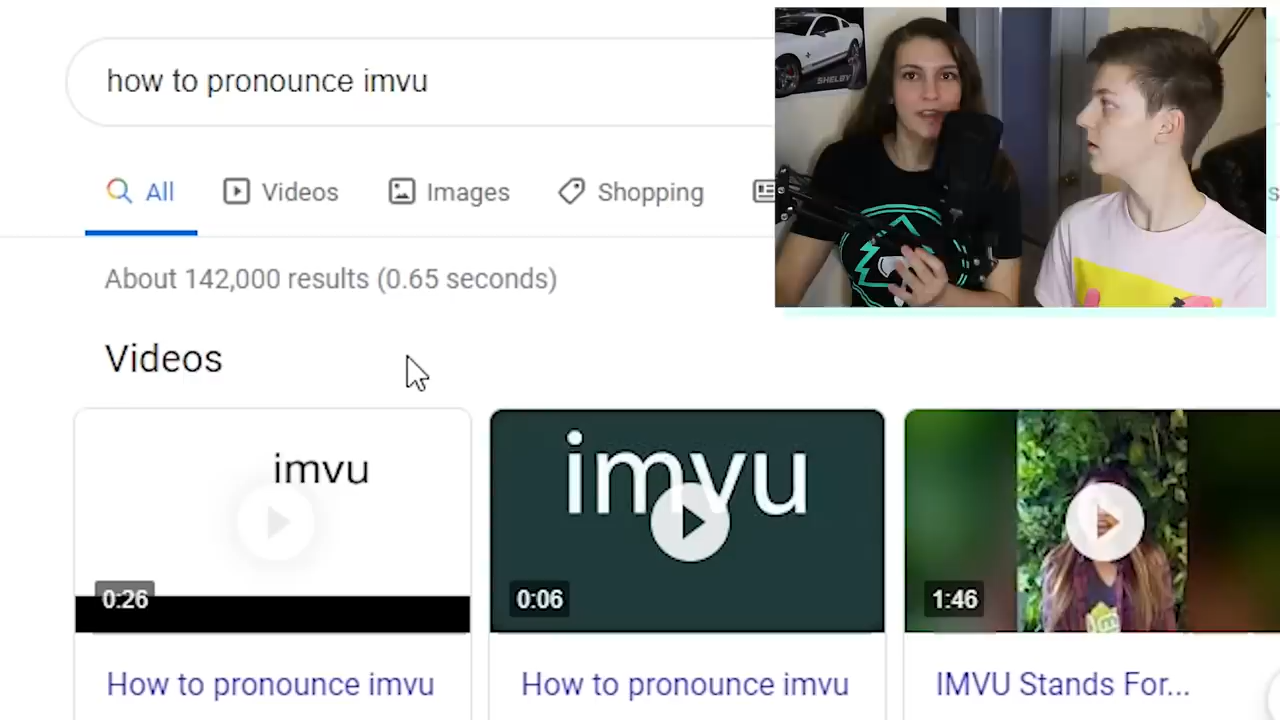 how to pronounce imvu
SHELBY
All Videos Images Shopping
About 142,000 results (0.65 seconds)
Videos
imvu
imvu
0:26
0:06
1:46
How to pronounce imvu
How to pronounce imvu
IMVU Stands For...